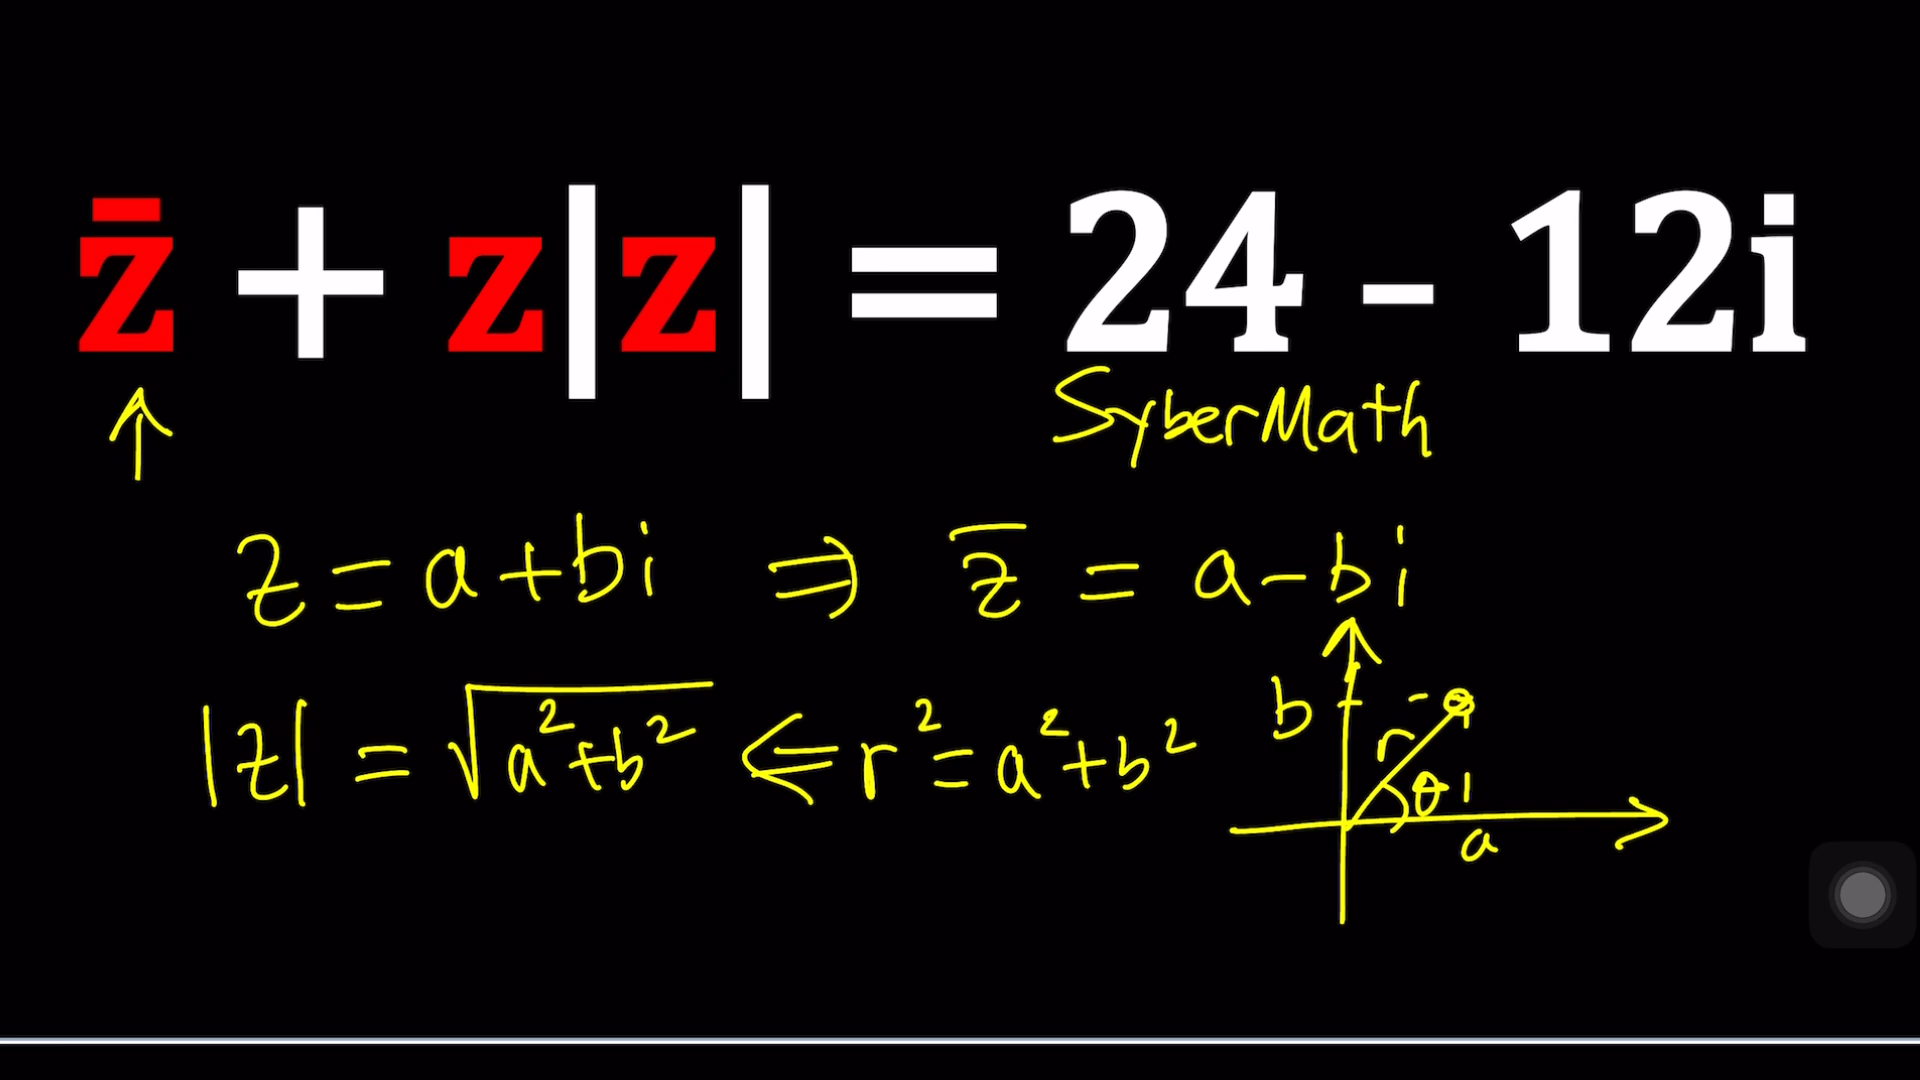 z̄ + z|z| = 24 - 12i
SyberMath
z = a + bi ⇒ z̄ = a - bi
|z| = √(a²+b²) ⇐ r² = a² + b²
b
r
θ
a